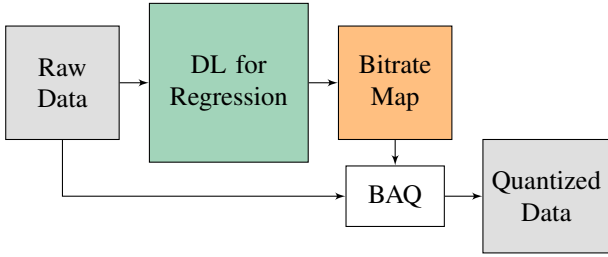 Raw
Data
DL for
Regression
Bitrate
Map
BAQ
Quantized
Data